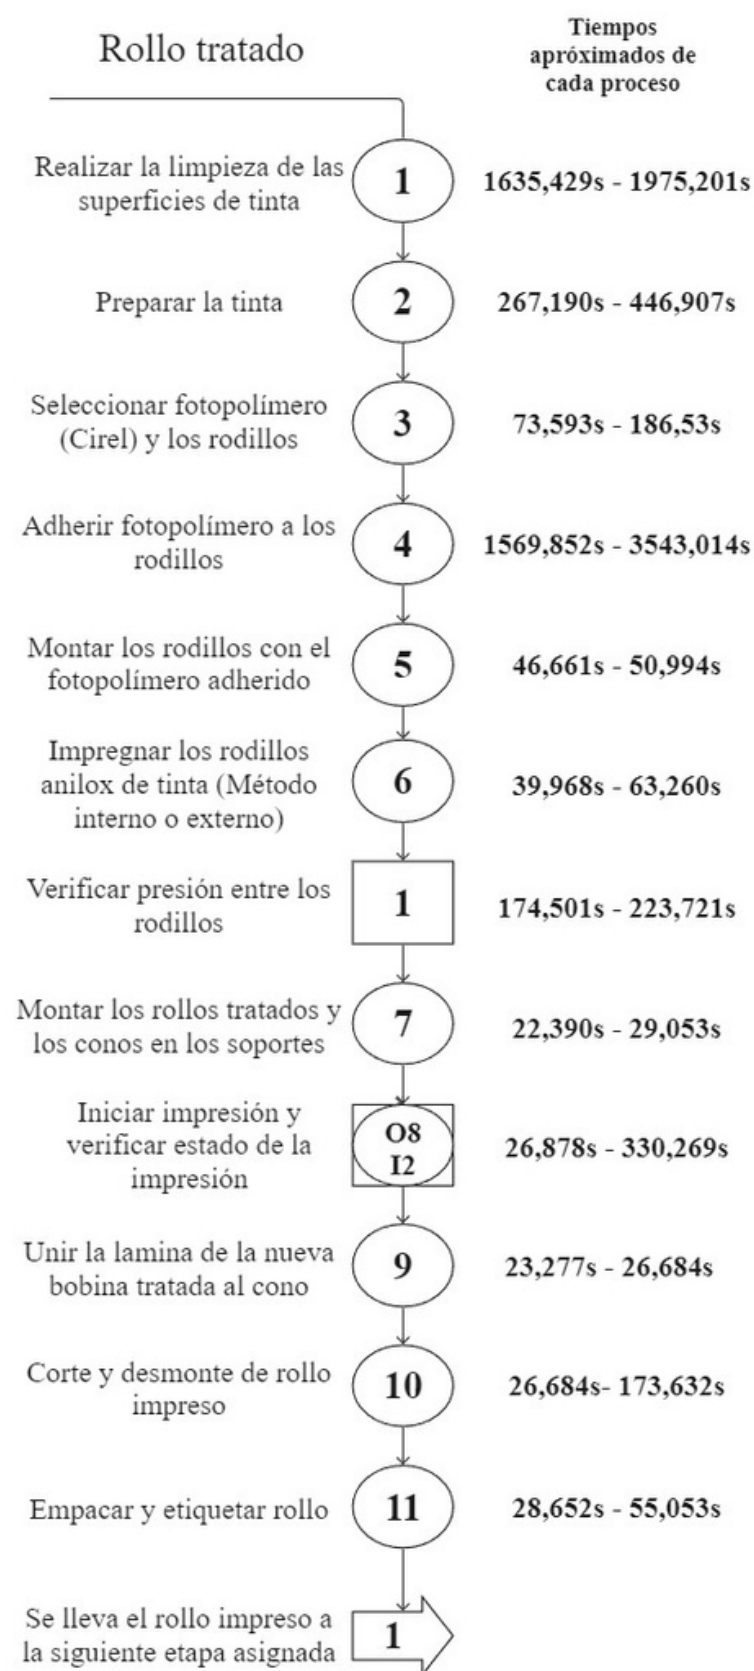 Rollo tratado
Tiempos
apróximados de
cada proceso
Realizar la limpieza de las
superficies de tinta
1
1635,429s - 1975,201s
Preparar la tinta
2
267,190s - 446,907s
Seleccionar fotopolímero
(Cirel) y los rodillos
3
73,593s - 186,53s
Adherir fotopolímero a los
rodillos
4
1569,852s - 3543,014s
Montar los rodillos con el
fotopolímero adherido
5
46,661s - 50,994s
Impregnar los rodillos
anilox de tinta (Método
interno o externo)
6
39,968s - 63,260s
Verificar presión entre los
rodillos
1
174,501s - 223,721s
Montar los rollos tratados y
los conos en los soportes
7
22,390s - 29,053s
Iniciar impresión y
verificar estado de la
impresión
O8
I2
26,878s - 330,269s
Unir la lamina de la nueva
bobina tratada al cono
9
23,277s - 26,684s
Corte y desmonte de rollo
impreso
10
26,684s- 173,632s
Empacar y etiquetar rollo
11
28,652s - 55,053s
Se lleva el rollo impreso a
la siguiente etapa asignada
1